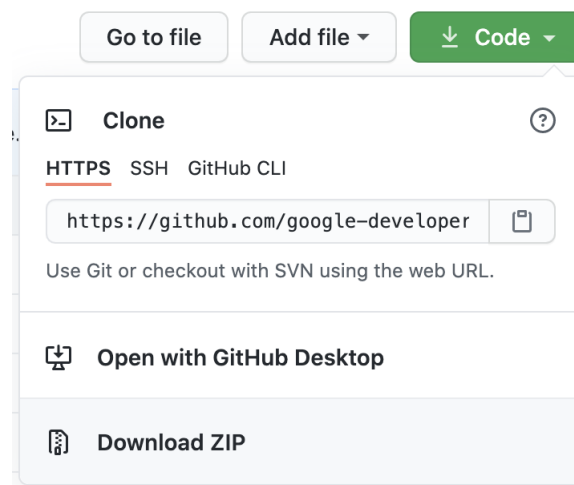 Go to file
Add file
Code
Clone
HTTPS SSH GitHub CLI
https://github.com/google-developer
Use Git or checkout with SVN using the web URL.
Open with GitHub Desktop
Download ZIP